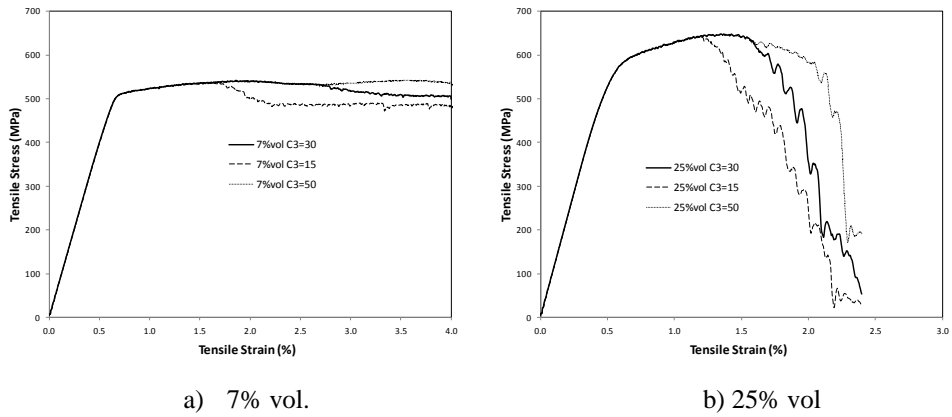 700
600
500
400
300
200
100
0
Tensile Stress (MPa)
7%vol C3=30
7%vol C3=15
7%vol C3=50
0.0 0.5 1.0 1.5 2.0 2.5 3.0 3.5 4.0
Tensile Strain (%)
700
600
500
400
300
200
100
0
Tensile Stress (MPa)
25%vol C3=30
25%vol C3=15
25%vol C3=50
0.0 0.5 1.0 1.5 2.0 2.5 3.0
Tensile Strain (%)
a) 7% vol.
b) 25% vol